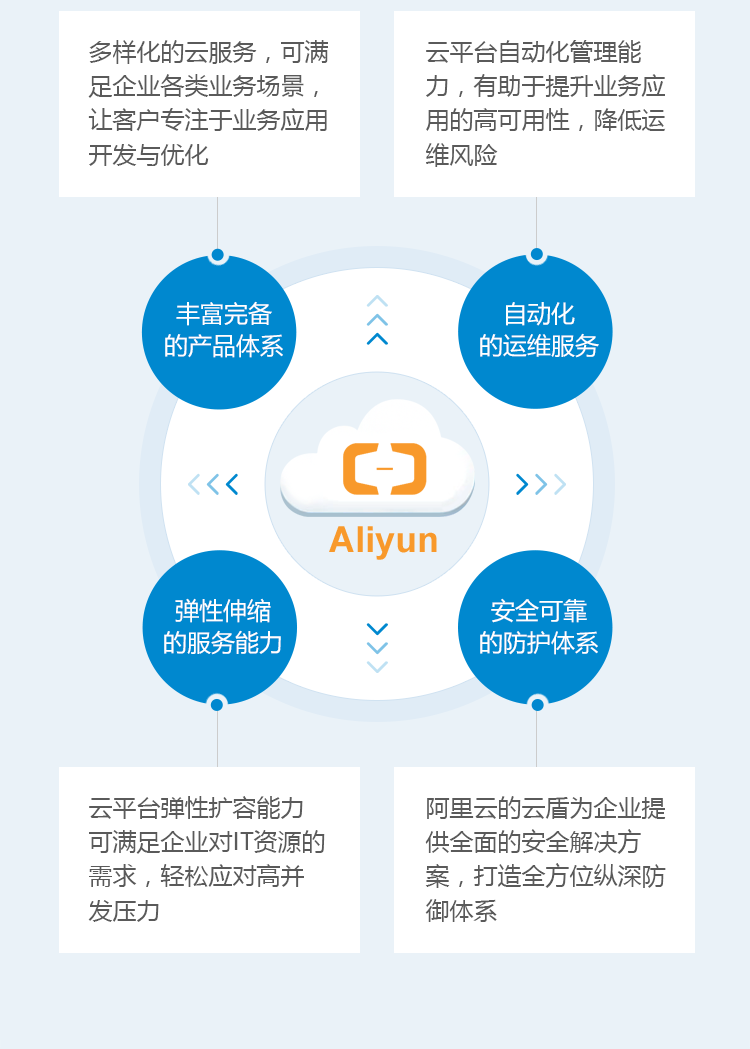 多样化的云服务，可满
足企业各类业务场景，
让客户专注于业务应用
开发与优化
云平台自动化管理能
力，有助于提升业务应
用的高可用性，降低运
维风险
丰富完备
的产品体系
自动化
的运维服务
Aliyun
弹性伸缩
的服务能力
安全可靠
的防护体系
云平台弹性扩容能力
可满足企业对IT资源的
需求，轻松应对高并
发压力
阿里云的云盾为企业提
供全面的安全解决方
案，打造全方位纵深防
御体系